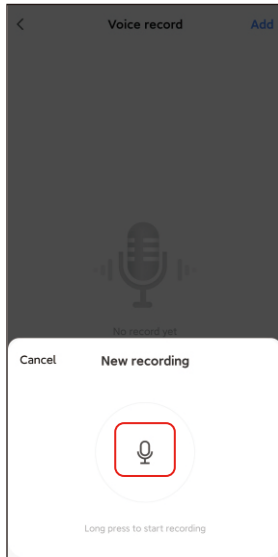 Voice record
Add
No record yet
Cancel
New recording
Long press to start recording